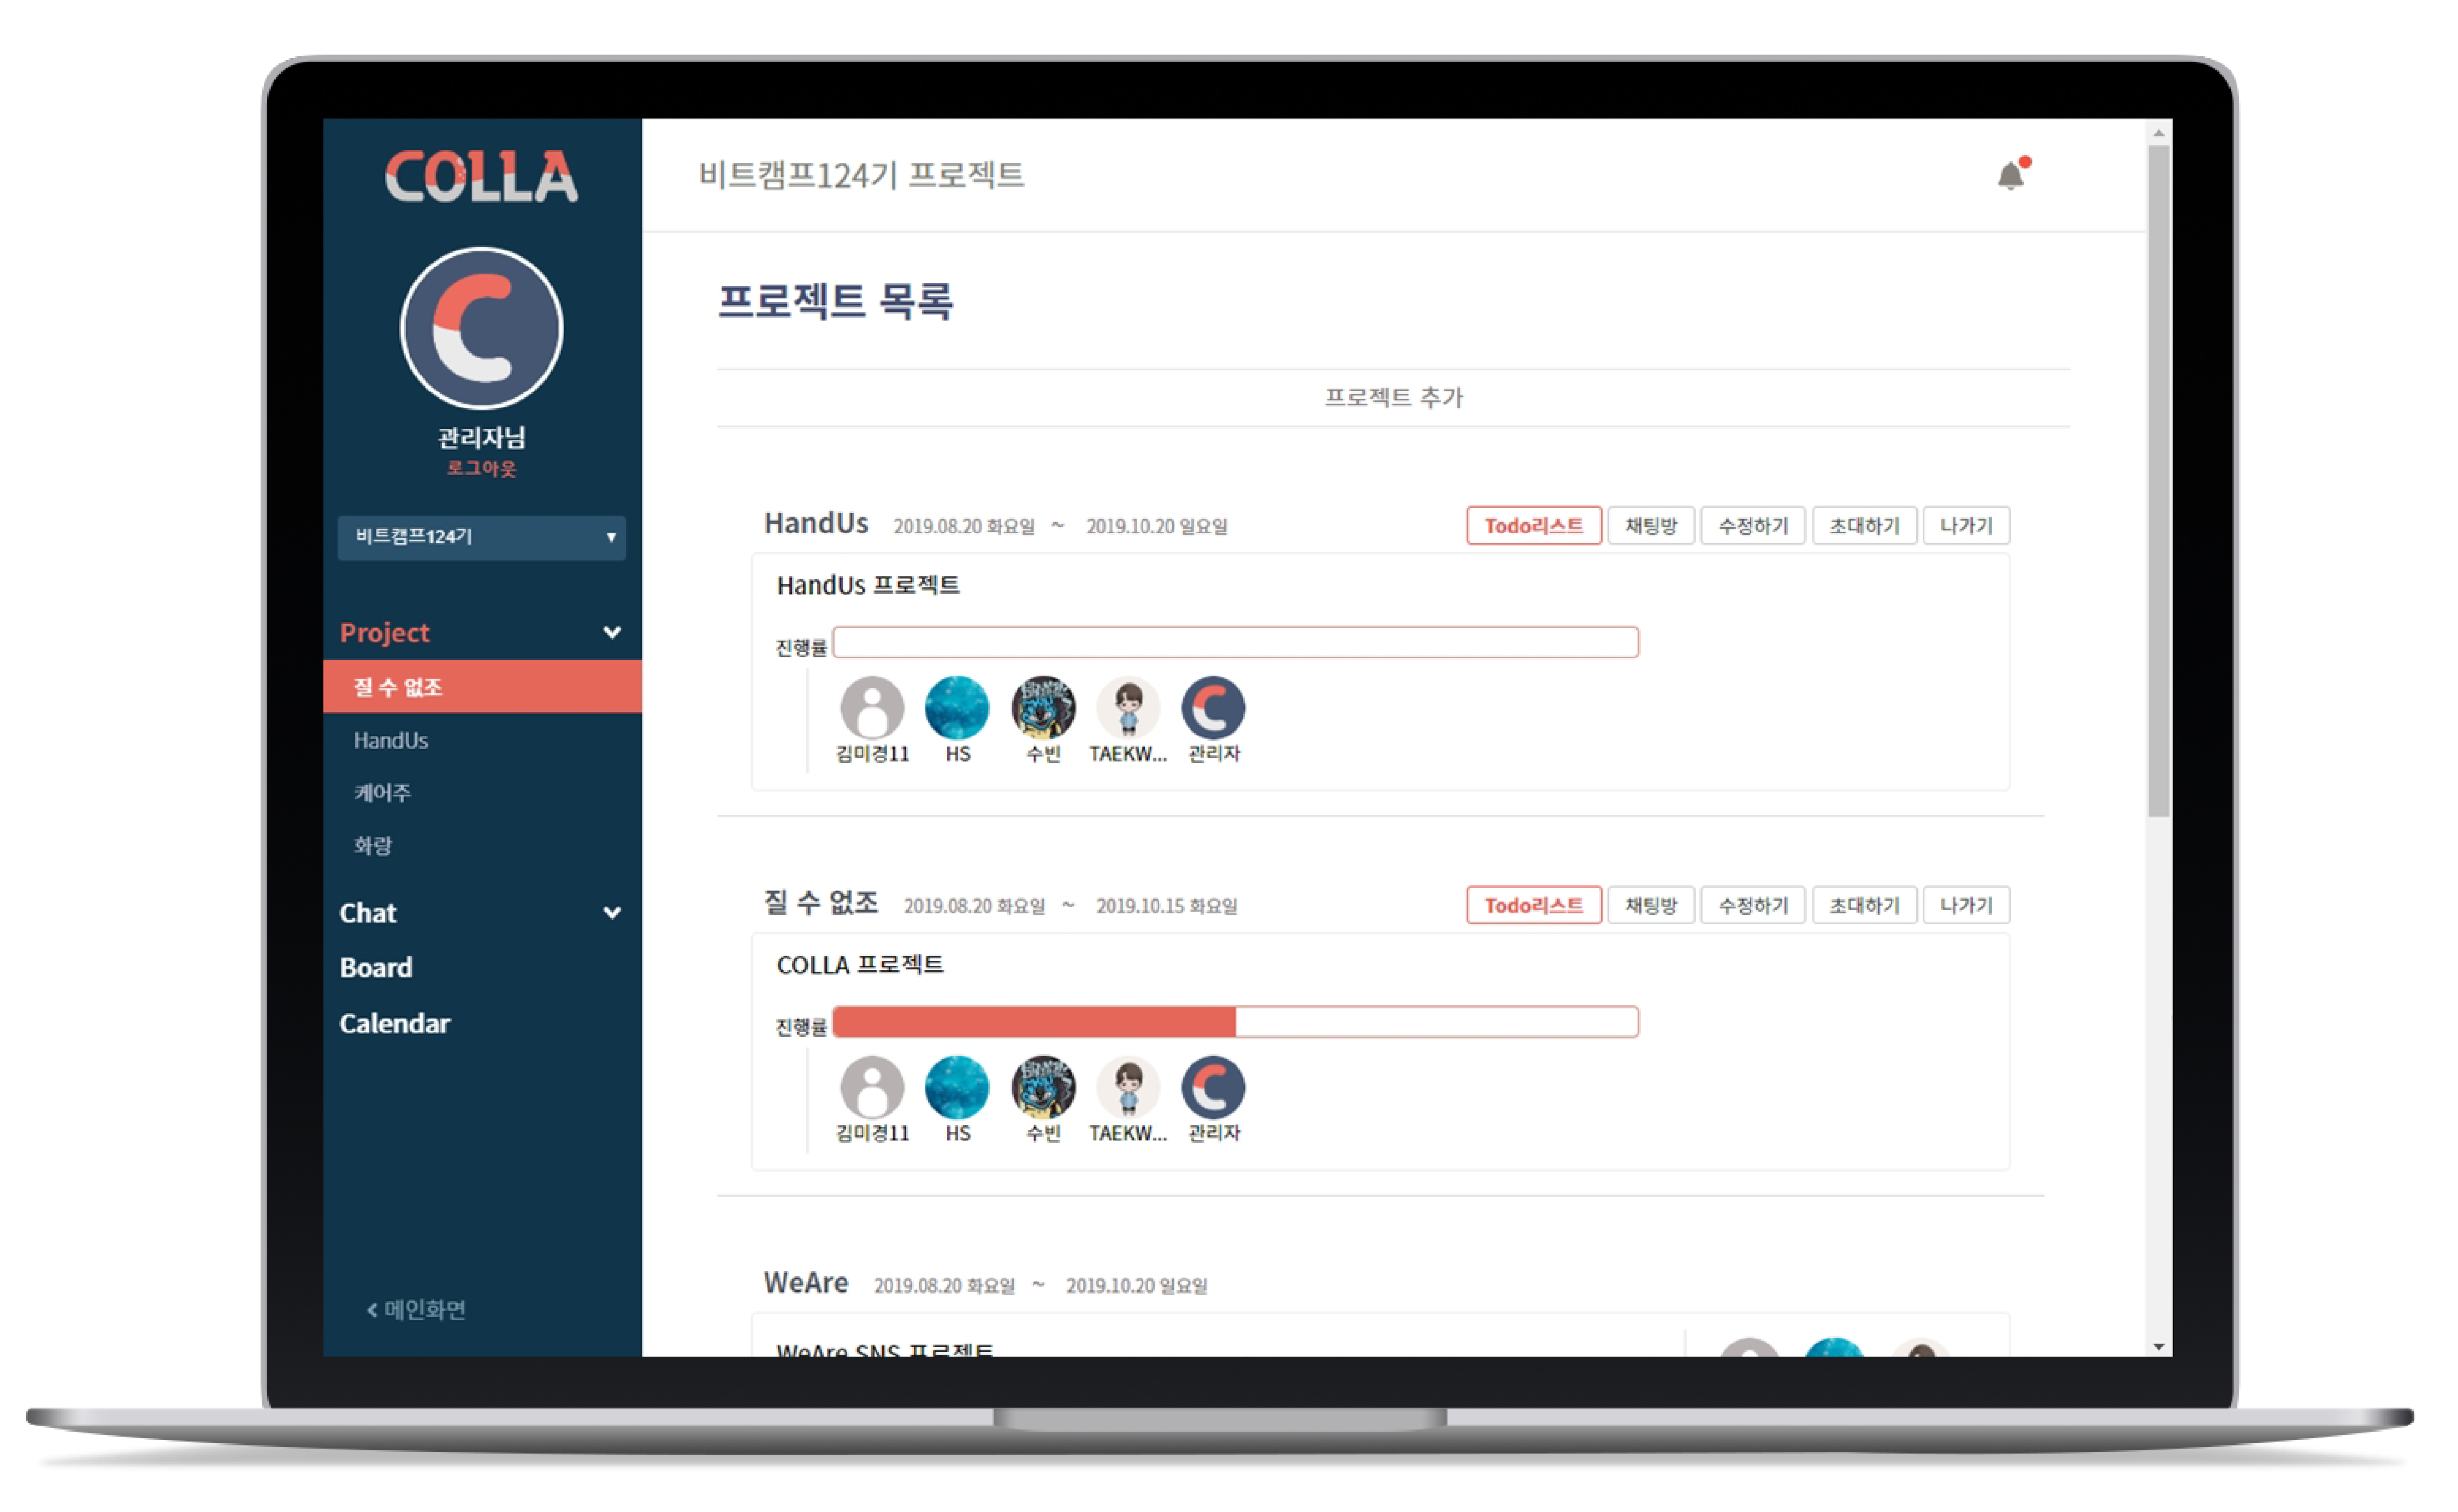 COLLA
관리자님
로그아웃
비트캠프124기
Project
질 수 없조
HandUs
케어주
화랑
Chat
Board
Calendar
메인화면
비트캠프124기 프로젝트
프로젝트 목록
프로젝트 추가
HandUs 2019.08.20 화요일 ~ 2019.10.20 일요일 Todo리스트 채팅방 수정하기 초대하기 나가기
HandUs 프로젝트
진행률
김미경11 HS 수빈 TAEKW... 관리자
질 수 없조 2019.08.20 화요일 ~ 2019.10.15 화요일 Todo리스트 채팅방 수정하기 초대하기 나가기
COLLA 프로젝트
진행률
김미경11 HS 수빈 TAEKW... 관리자
WeAre 2019.08.20 화요일 ~ 2019.10.20 일요일
WeAre SNS 프로젝트